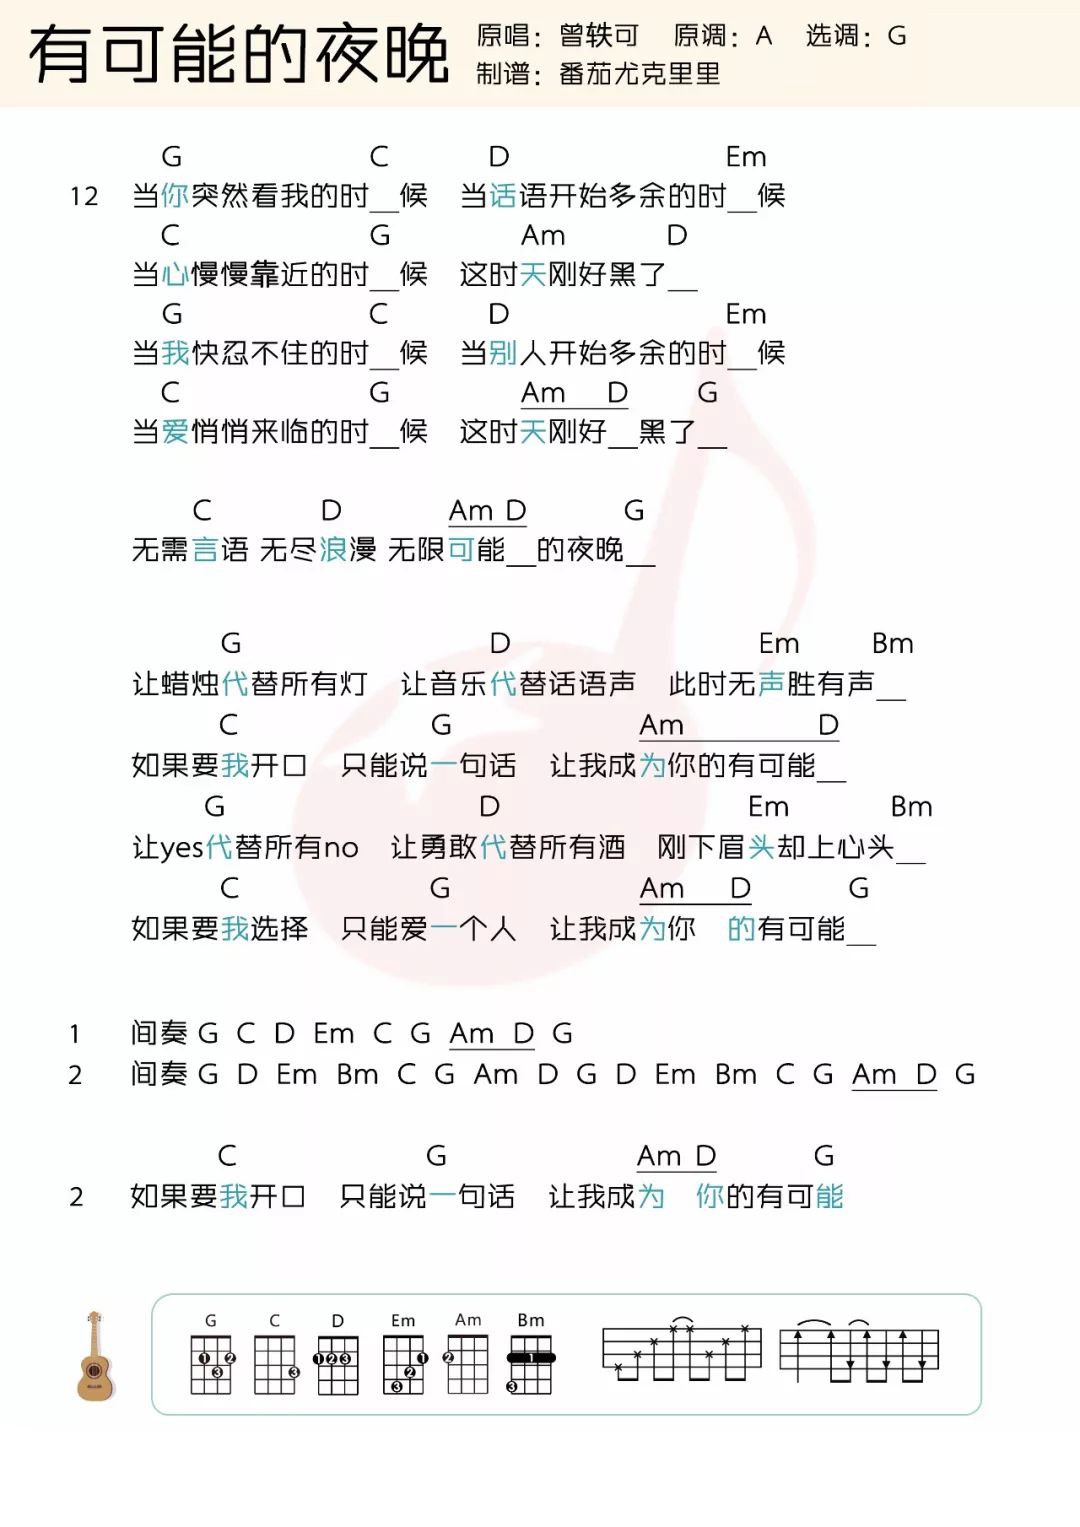 有可能的夜晚 原唱：曾轶可 原调：A 选调：G
制谱：番茄尤克里里
G C D Em
12 当你突然看我的时__候 当话语开始多余的时__候
C G Am D
当心慢慢靠近的时__候 这时天刚好黑了__
G C D Em
当我快忍不住的时__候 当别人开始多余的时__候
C G Am D G
当爱悄悄来临的时__候 这时天刚好__黑了__
C D Am D G
无需言语 无尽浪漫 无限可能__的夜晚__
G D Em Bm
让蜡烛代替所有灯 让音乐代替话语声 此时无声胜有声__
C G Am D
如果要我开口 只能说一句话 让我成为你的有可能__
G D Em Bm
让yes代替所有no 让勇敢代替所有酒 刚下眉头却上心头__
C G Am D G
如果要我选择 只能爱一个人 让我成为你 的有可能__
1 间奏 G C D Em C G Am D G
2 间奏 G D Em Bm C G Am D G D Em Bm C G Am D G
C G Am D G
2 如果要我开口 只能说一句话 让我成为 你的有可能
G C D Em Am Bm
1 2 3 3 1 2 3 1 2 3 2 1 3